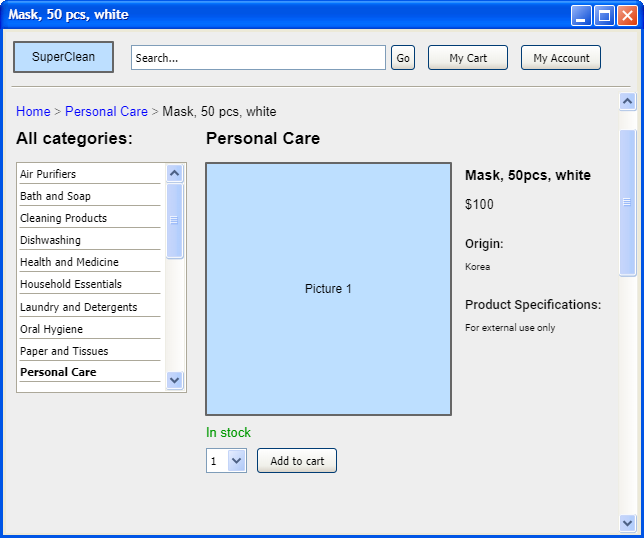 Mask, 50 pcs, white
SuperClean
Search...
Go
My Cart
My Account
Home > Personal Care > Mask, 50 pcs, white
All categories:
Air Purifiers
Bath and Soap
Cleaning Products
Dishwashing
Health and Medicine
Household Essentials
Laundry and Detergents
Oral Hygiene
Paper and Tissues
Personal Care
Personal Care
Picture 1
In stock
1
Add to cart
Mask, 50pcs, white
$100
Origin:
Korea
Product Specifications:
For external use only